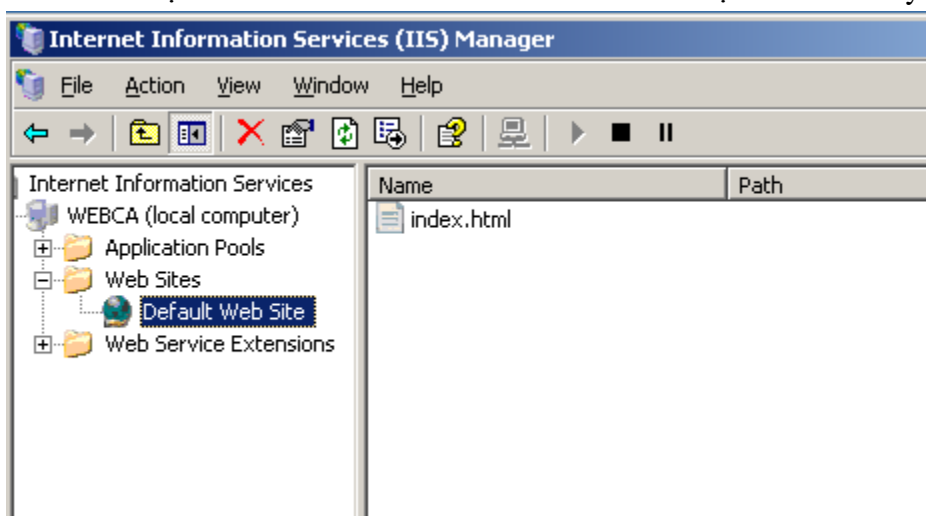 Internet Information Services (IIS) Manager
File Action View Window Help
Internet Information Services
WEBCA (local computer)
Application Pools
Web Sites
Default Web Site
Web Service Extensions
Name Path
index.html